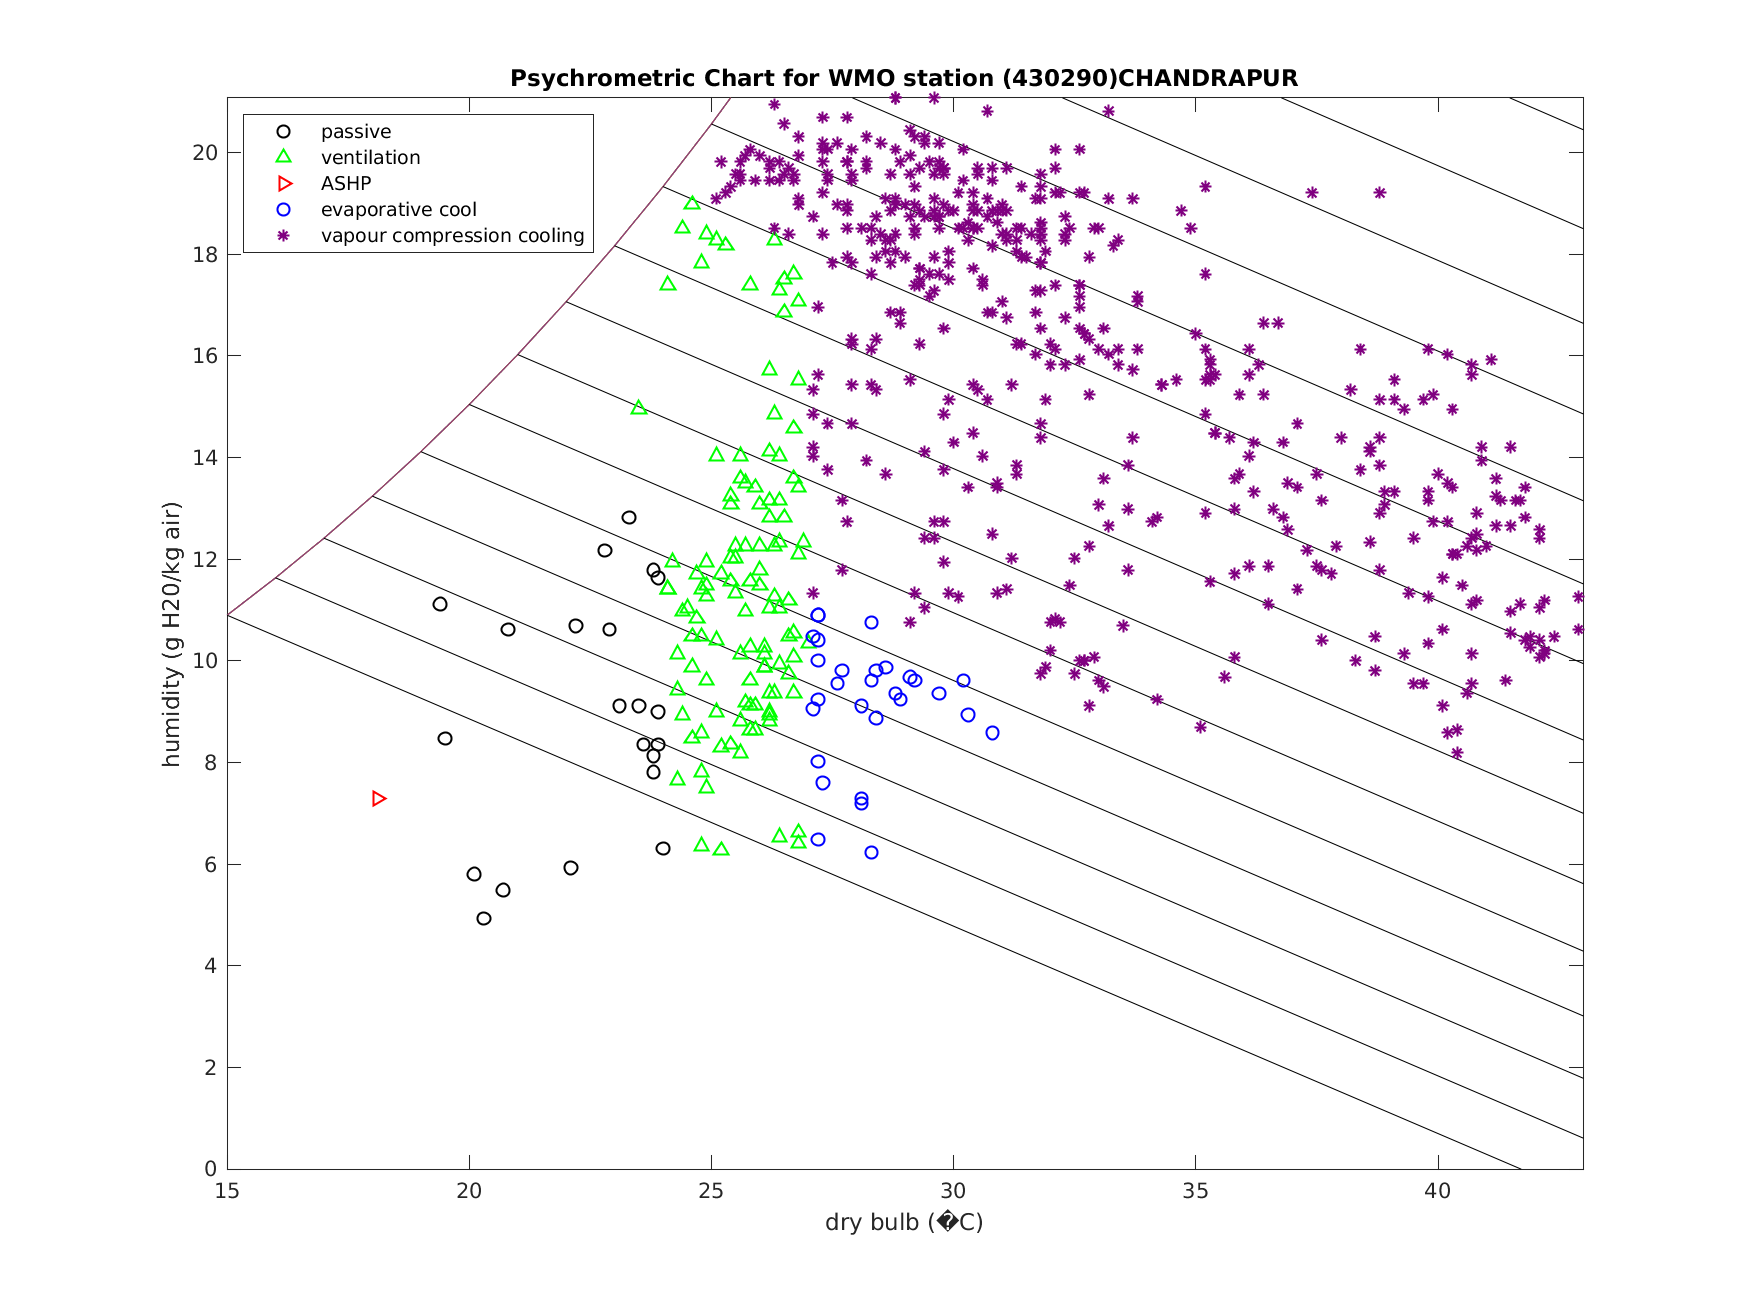 Psychrometric Chart for WMO station (430290)CHANDRAPUR
passive
ventilation
ASHP
evaporative cool
vapour compression cooling
humidity (g H20/kg air)
20
18
16
14
12
10
8
6
4
2
0
15 20 25 30 35 40
dry bulb (�C)